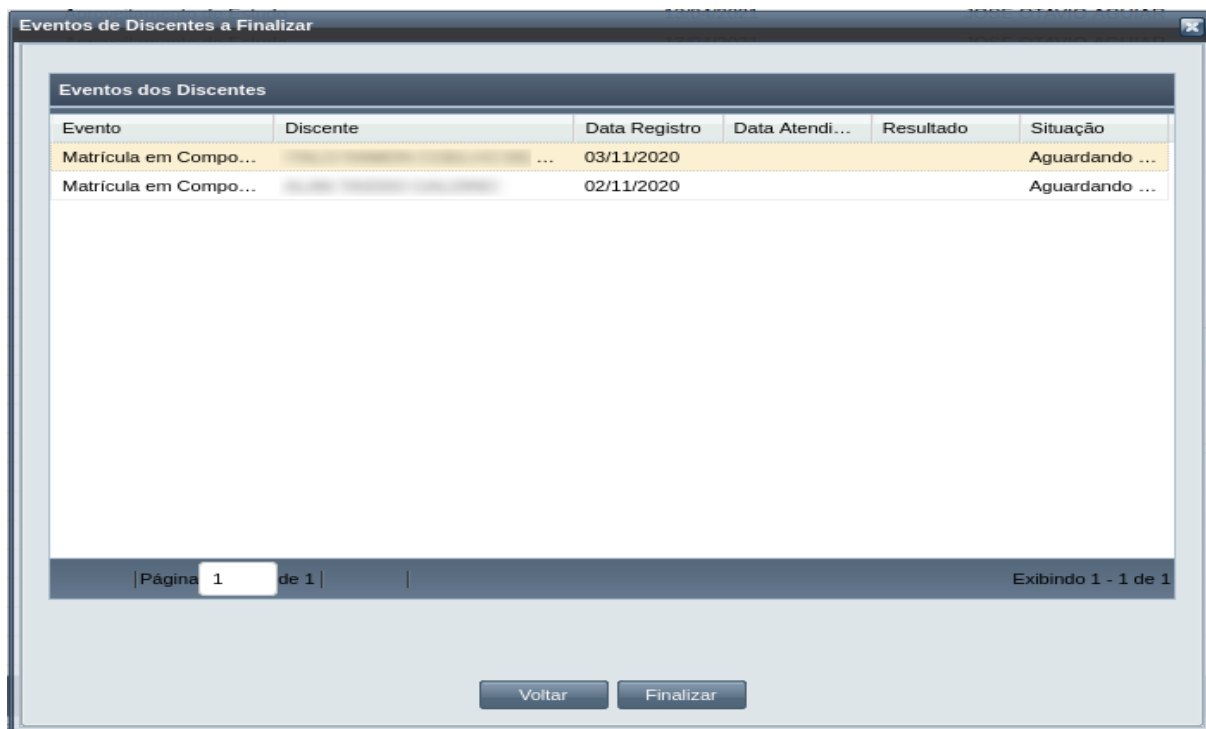 Eventos de Discentes a Finalizar
Eventos dos Discentes
Evento Discente Data Registro Data Atendi... Resultado Situação
Matrícula em Compo... ... 03/11/2020 Aguardando ...
Matrícula em Compo... 02/11/2020 Aguardando ...
Página 1 de 1 Exibindo 1 - 1 de 1
Voltar Finalizar